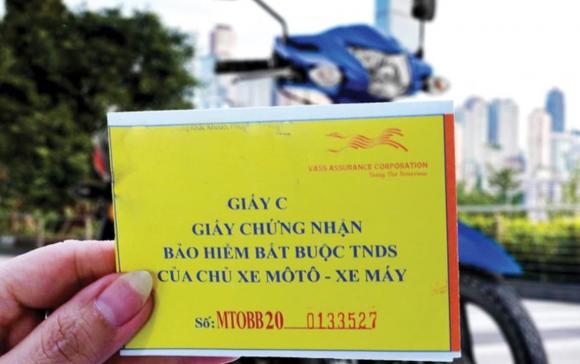 VASS ASSURANCE CORPORATION
GIẤY C
GIẤY CHỨNG NHẬN
BẢO HIỂM BẮT BUỘC TNDS
CỦA CHỦ XE MÔTÔ - XE MÁY
Số: MTOBB20 0133527